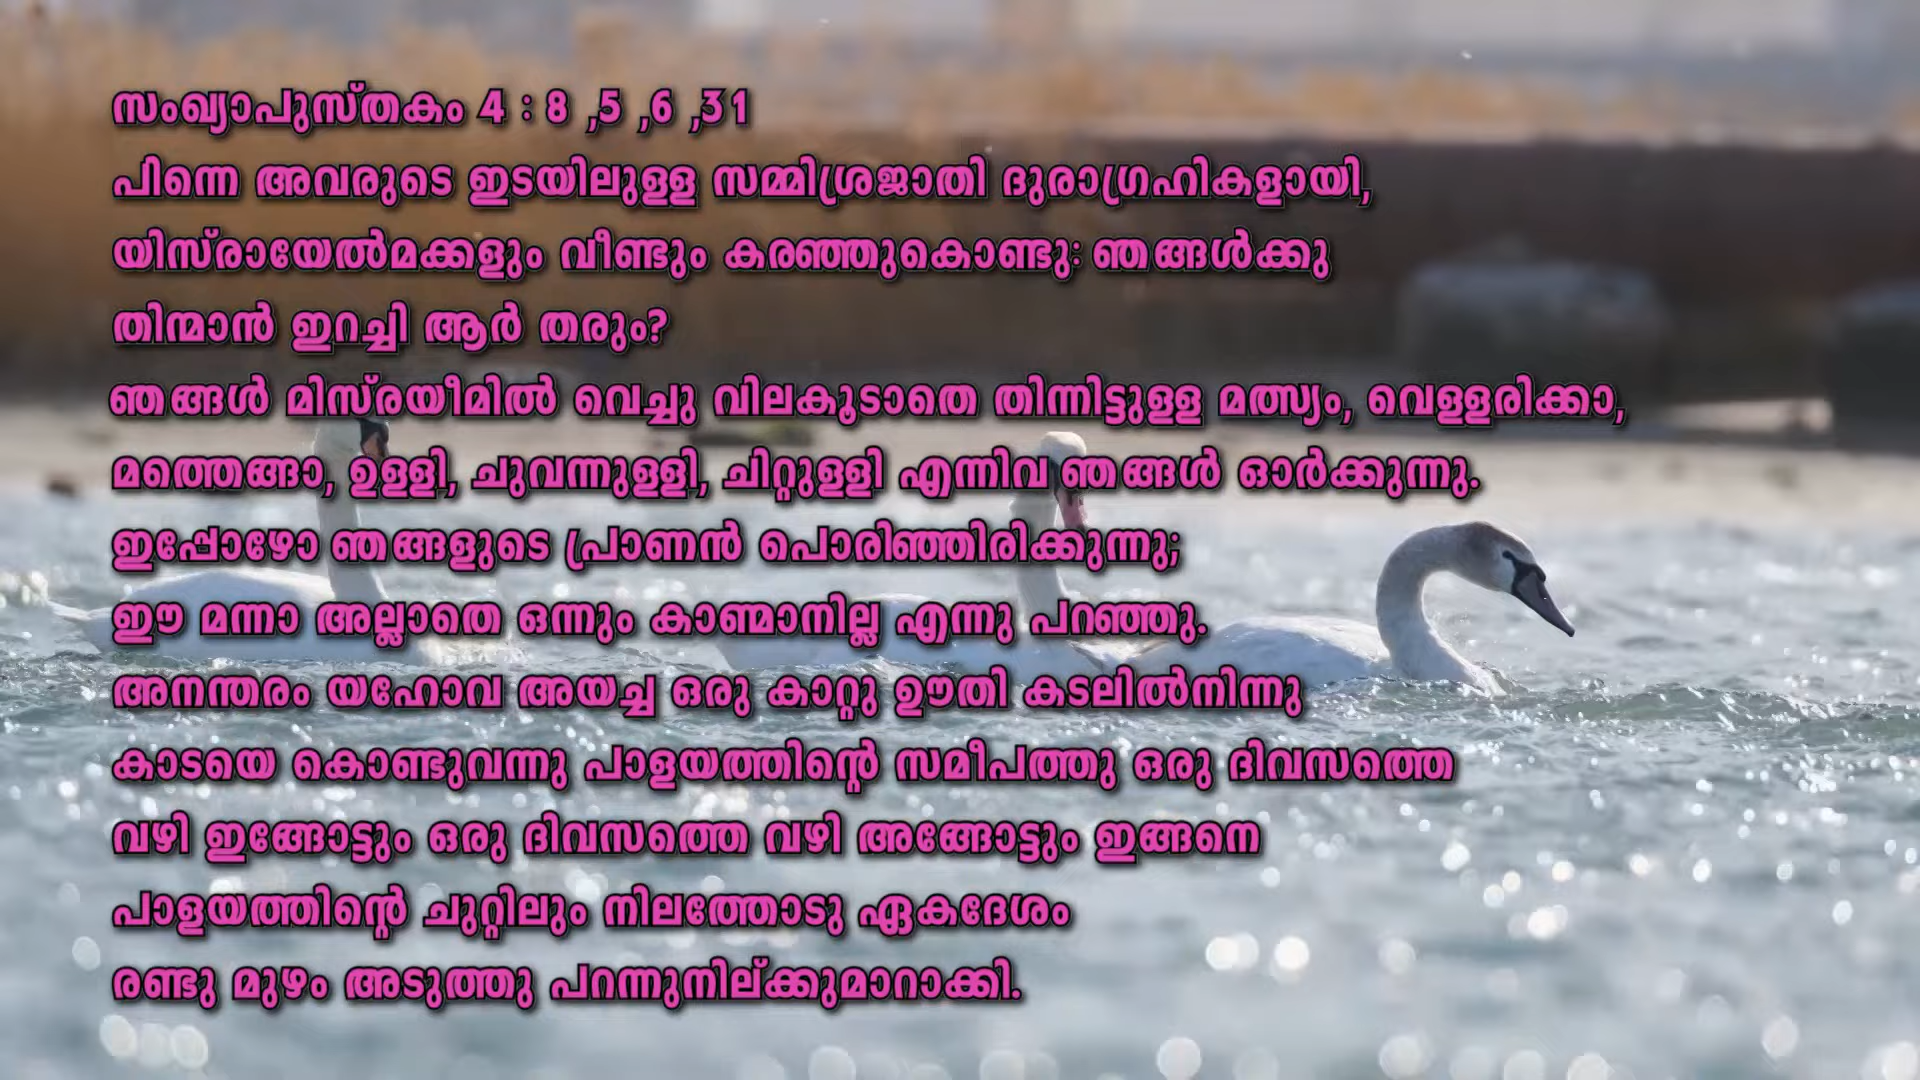 സംഖ്യാപുസ്തകം 4 : 8 ,5 ,6 ,31
പിന്നെ അവരുടെ ഇടയിലുള്ള സമ്മിശ്രജാതി ദുരാഗ്രഹികളായി,
യിസ്രായേൽമക്കളും വീണ്ടും കരഞ്ഞുകൊണ്ടു: ഞങ്ങൾക്കു
തിന്മാൻ ഇറച്ചി ആർ തരും?
ഞങ്ങൾ മിസ്രയീമിൽ വെച്ചു വിലകൂടാതെ തിന്നിട്ടുള്ള മത്സ്യം, വെള്ളരിക്കാ,
മത്തെങ്ങാ, ഉള്ളി, ചുവന്നുള്ളി, ചിറ്റുള്ളി എന്നിവ ഞങ്ങൾ ഓർക്കുന്നു.
ഇപ്പോഴോ ഞങ്ങളുടെ പ്രാണൻ പൊരിഞ്ഞിരിക്കുന്നു;
ഈ മന്നാ അല്ലാതെ ഒന്നും കാണ്മാനില്ല എന്നു പറഞ്ഞു.
അനന്തരം യഹോവ അയച്ച ഒരു കാറ്റു ഊതി കടലിൽനിന്നു
കാടയെ കൊണ്ടുവന്നു പാളയത്തിന്റെ സമീപത്തു ഒരു ദിവസത്തെ
വഴി ഇങ്ങോട്ടും ഒരു ദിവസത്തെ വഴി അങ്ങോട്ടും ഇങ്ങനെ
പാളയത്തിന്റെ ചുറ്റിലും നിലത്തോടു ഏകദേശം
രണ്ടു മുഴം അടുത്തു പറന്നുനില്ക്കുമാറാക്കി.